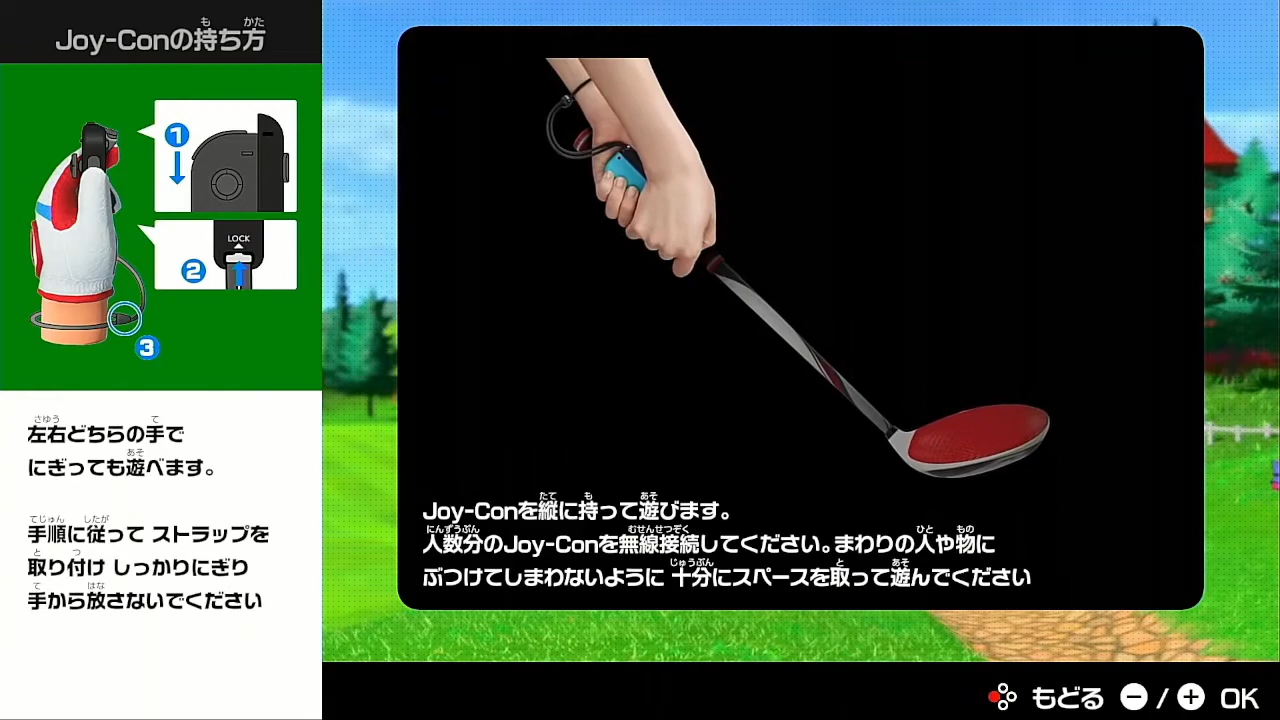 Joy-Conの持ち方
1
LOCK
2
3
左右どちらの手で
にぎっても遊べます。
手順に従って ストラップを
取り付け しっかりにぎり
手から放さないでください
Joy-Conを縦に持って遊びます。
人数分のJoy-Conを無線接続してください。まわりの人や物に
ぶつけてしまわないように 十分にスペースを取って遊んでください
もどる −/+ OK